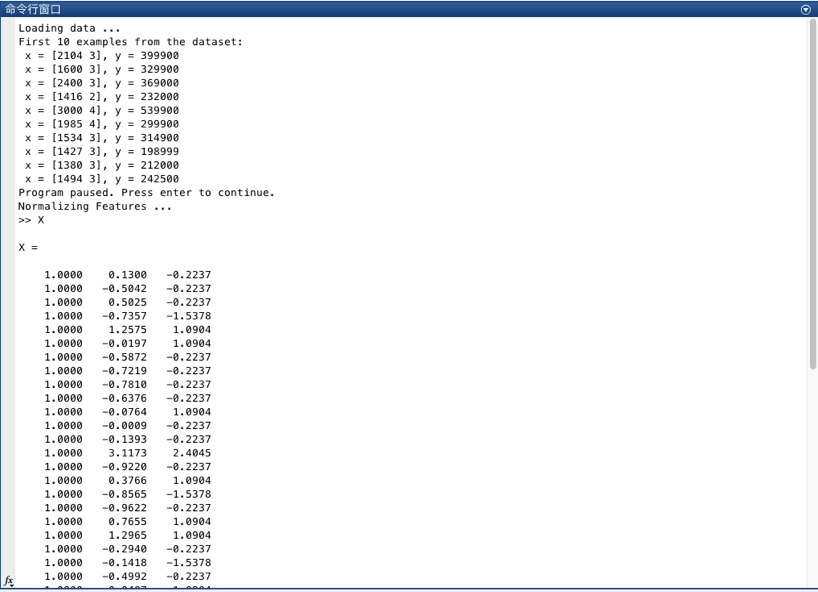 命令行窗口
Loading data ...
First 10 examples from the dataset:
x = [2104 3], y = 399900
x = [1600 3], y = 329900
x = [2400 3], y = 369000
x = [1416 2], y = 232000
x = [3000 4], y = 539900
x = [1985 4], y = 299900
x = [1534 3], y = 314900
x = [1427 3], y = 198999
x = [1380 3], y = 212000
x = [1494 3], y = 242500
Program paused. Press enter to continue.
Normalizing Features ...
>> X
X =
1.0000 0.1300 -0.2237
1.0000 -0.5042 -0.2237
1.0000 0.5025 -0.2237
1.0000 -0.7357 -1.5378
1.0000 1.2575 1.0904
1.0000 -0.0197 1.0904
1.0000 -0.5872 -0.2237
1.0000 -0.7219 -0.2237
1.0000 -0.7810 -0.2237
1.0000 -0.6376 -0.2237
1.0000 -0.0764 1.0904
1.0000 -0.0009 -0.2237
1.0000 -0.1393 -0.2237
1.0000 3.1173 2.4045
1.0000 -0.9220 -0.2237
1.0000 0.3766 1.0904
1.0000 -0.8565 -1.5378
1.0000 -0.9622 -0.2237
1.0000 0.7655 1.0904
1.0000 1.2965 1.0904
1.0000 -0.2940 -0.2237
1.0000 -0.1418 -1.5378
1.0000 -0.4992 -0.2237
fx